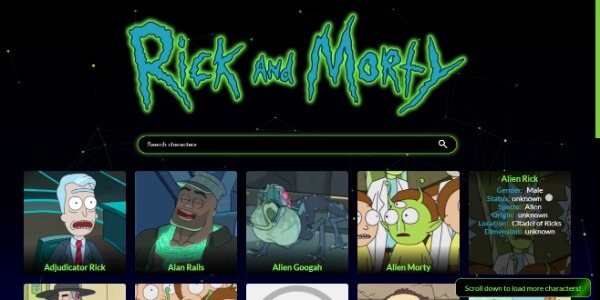 Rick and Morty
Search characters
Adjudicator Rick
Alan Rails
Alien Googah
Alien Morty
Alien Rick
Gender: Male
Status: unknown
Specie: Alien
Origin: unknown
Location: Citadel of Ricks
Dimension: unknown
Scroll down to load more characters!